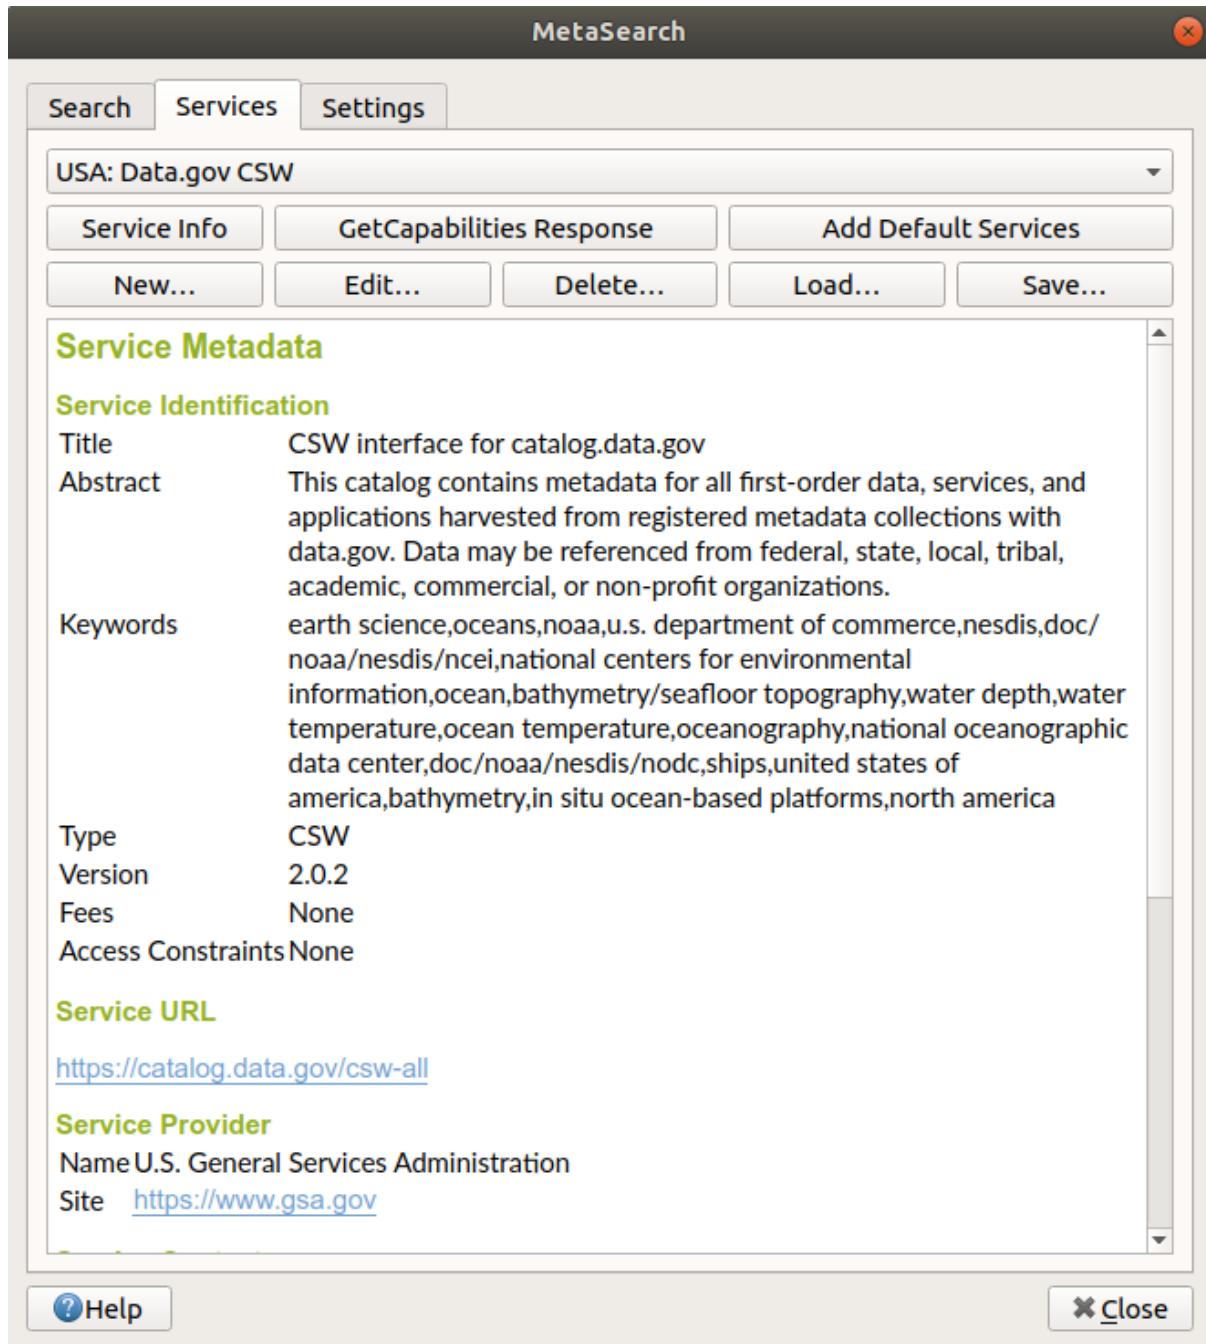 MetaSearch
Search Services Settings
USA: Data.gov CSW
Service Info GetCapabilities Response Add Default Services
New... Edit... Delete... Load... Save...
Service Metadata
Service Identification
Title CSW interface for catalog.data.gov
Abstract This catalog contains metadata for all first-order data, services, and
applications harvested from registered metadata collections with
data.gov. Data may be referenced from federal, state, local, tribal,
academic, commercial, or non-profit organizations.
Keywords earth science,oceans,noaa,u.s. department of commerce,nesdis,doc/
noaa/nesdis/ncei,national centers for environmental
information,ocean,bathymetry/seafloor topography,water depth,water
temperature,ocean temperature,oceanography,national oceanographic
data center,doc/noaa/nesdis/nodc,ships,united states of
america,bathymetry,in situ ocean-based platforms,north america
Type CSW
Version 2.0.2
Fees None
Access Constraints None
Service URL
https://catalog.data.gov/csw-all
Service Provider
Name U.S. General Services Administration
Site https://www.gsa.gov
Help Close